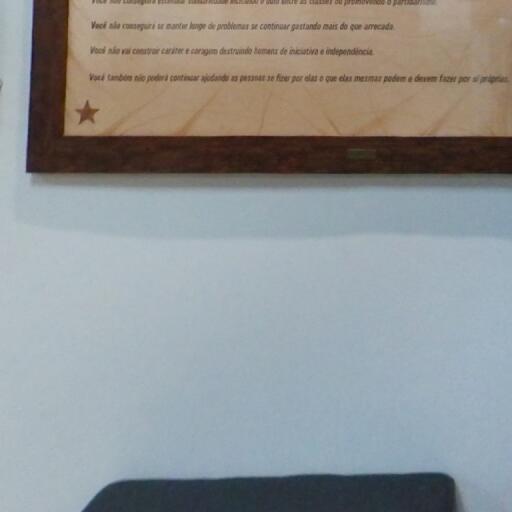 Você não conseguirá estimular solidariedade incitando o ódio entre as classes ou promovendo o partidarismo.
Você não conseguirá se manter longe de problemas se continuar gastando mais do que arrecada.
Você não vai construir caráter e coragem destruindo homens de iniciativa e independência.
Você também não poderá continuar ajudando as pessoas se fizer por elas o que elas mesmas podem e devem fazer por si próprias.